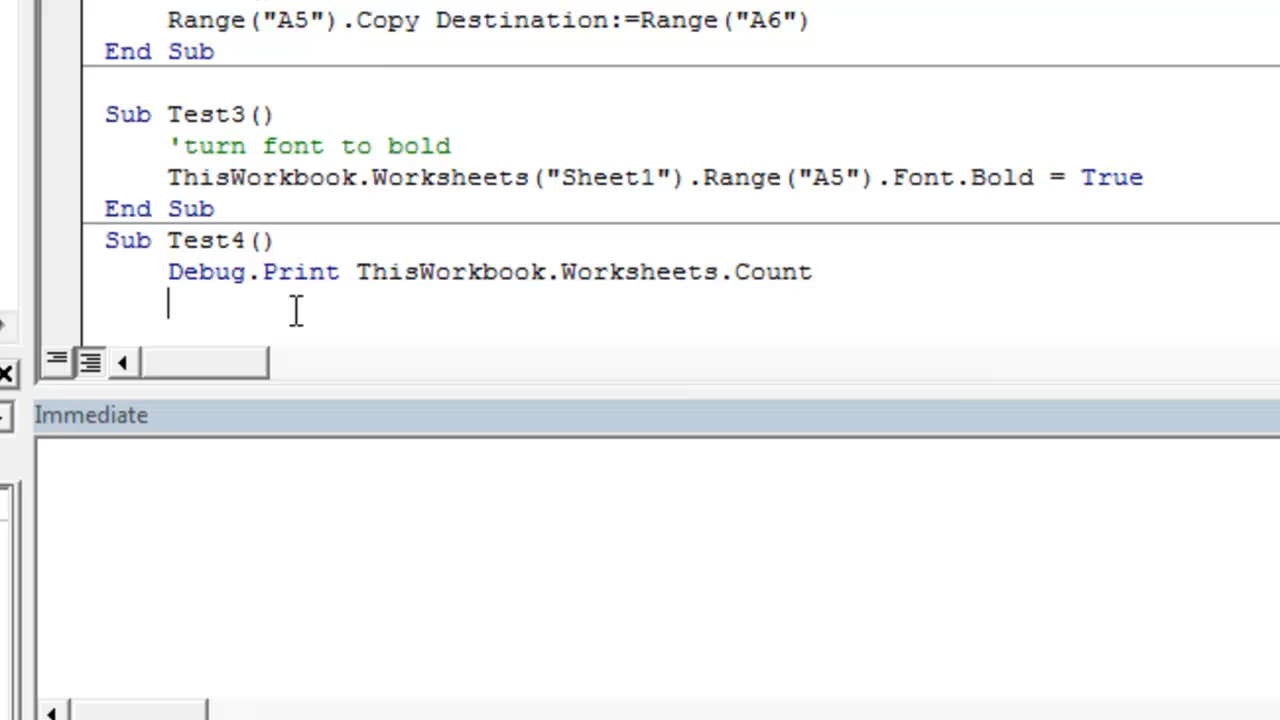 Range("A5").Copy Destination:=Range("A6")
End Sub
Sub Test3()
'turn font to bold
ThisWorkbook.Worksheets("Sheet1").Range("A5").Font.Bold = True
End Sub
Sub Test4()
Debug.Print ThisWorkbook.Worksheets.Count
Immediate